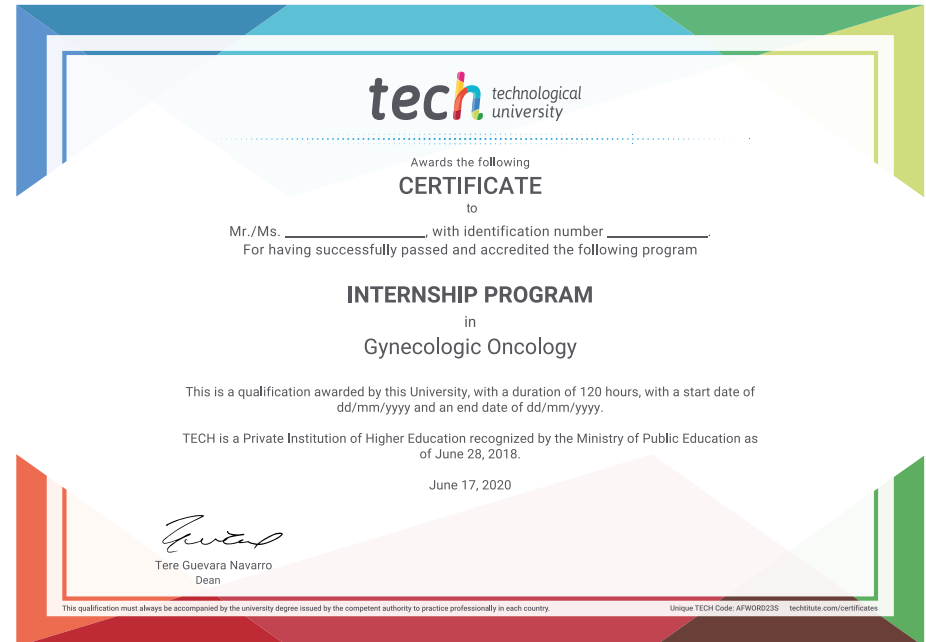 tech technological
university
Awards the following
CERTIFICATE
to
Mr./Ms. ____________________, with identification number ______________.
For having successfully passed and accredited the following program
INTERNSHIP PROGRAM
in
Gynecologic Oncology
This is a qualification awarded by this University, with a duration of 120 hours, with a start date of
dd/mm/yyyy and an end date of dd/mm/yyyy.
TECH is a Private Institution of Higher Education recognized by the Ministry of Public Education as
of June 28, 2018.
June 17, 2020
Tere Guevara Navarro
Dean
This qualification must always be accompanied by the university degree issued by the competent authority to practice professionally in each country.
Unique TECH Code: AFWORD23S techtitute.com/certificates